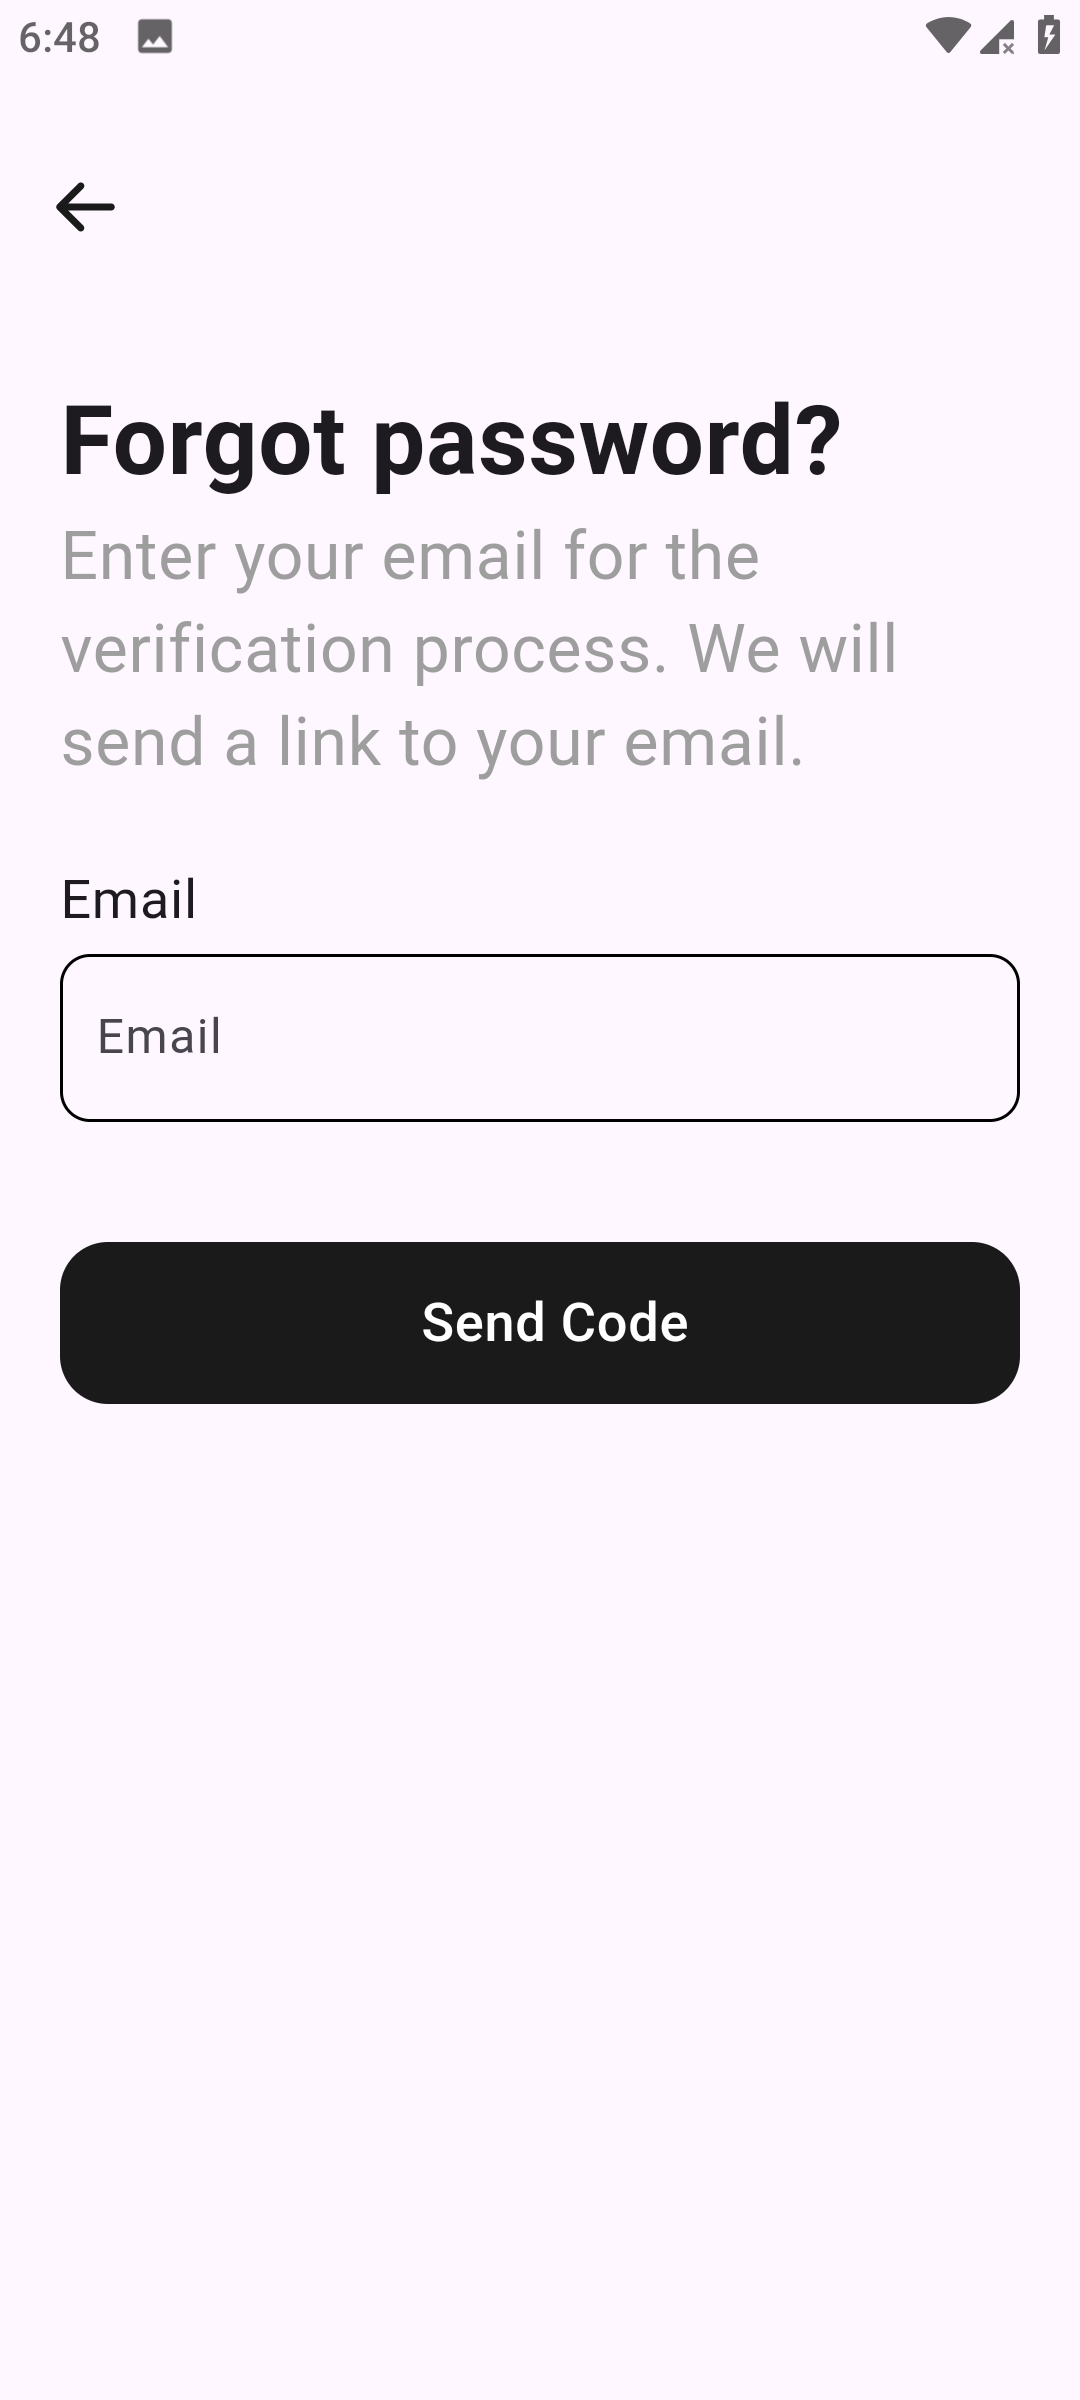 6:48
Forgot password?
Enter your email for the
verification process. We will
send a link to your email.
Email
Email
Send Code